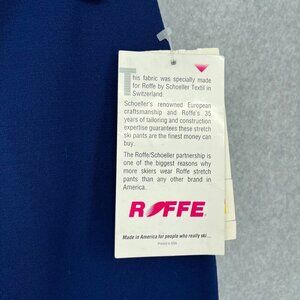 This fabric was specially made
for Roffe by Schoeller Textil in
Switzerland.
Schoeller's renowned European
craftsmanship and Roffe's 35
years of tailoring and construction
expertise guarantees these stretch
ski pants are the finest money can
buy.
The Roffe/Schoeller partnership is
one of the biggest reasons why
more skiers wear Roffe stretch
pants than any other brand in
America.
ROFFE
Made in America for people who really ski...
Printed in USA